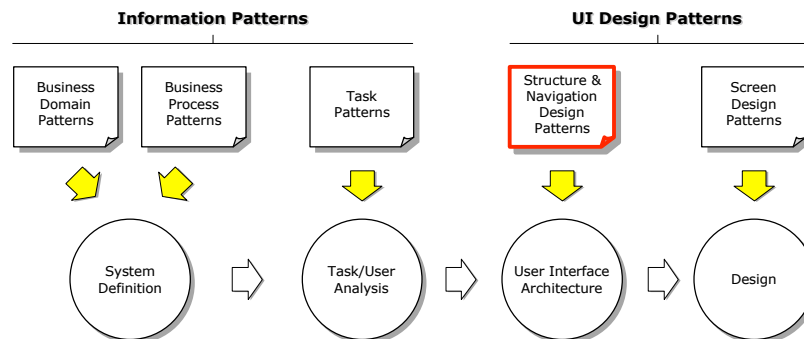 Information Patterns
UI Design Patterns
Business
Domain
Patterns
Business
Process
Patterns
Task
Patterns
Structure &
Navigation
Design
Patterns
Screen
Design
Patterns
System
Definition
Task/User
Analysis
User Interface
Architecture
Design